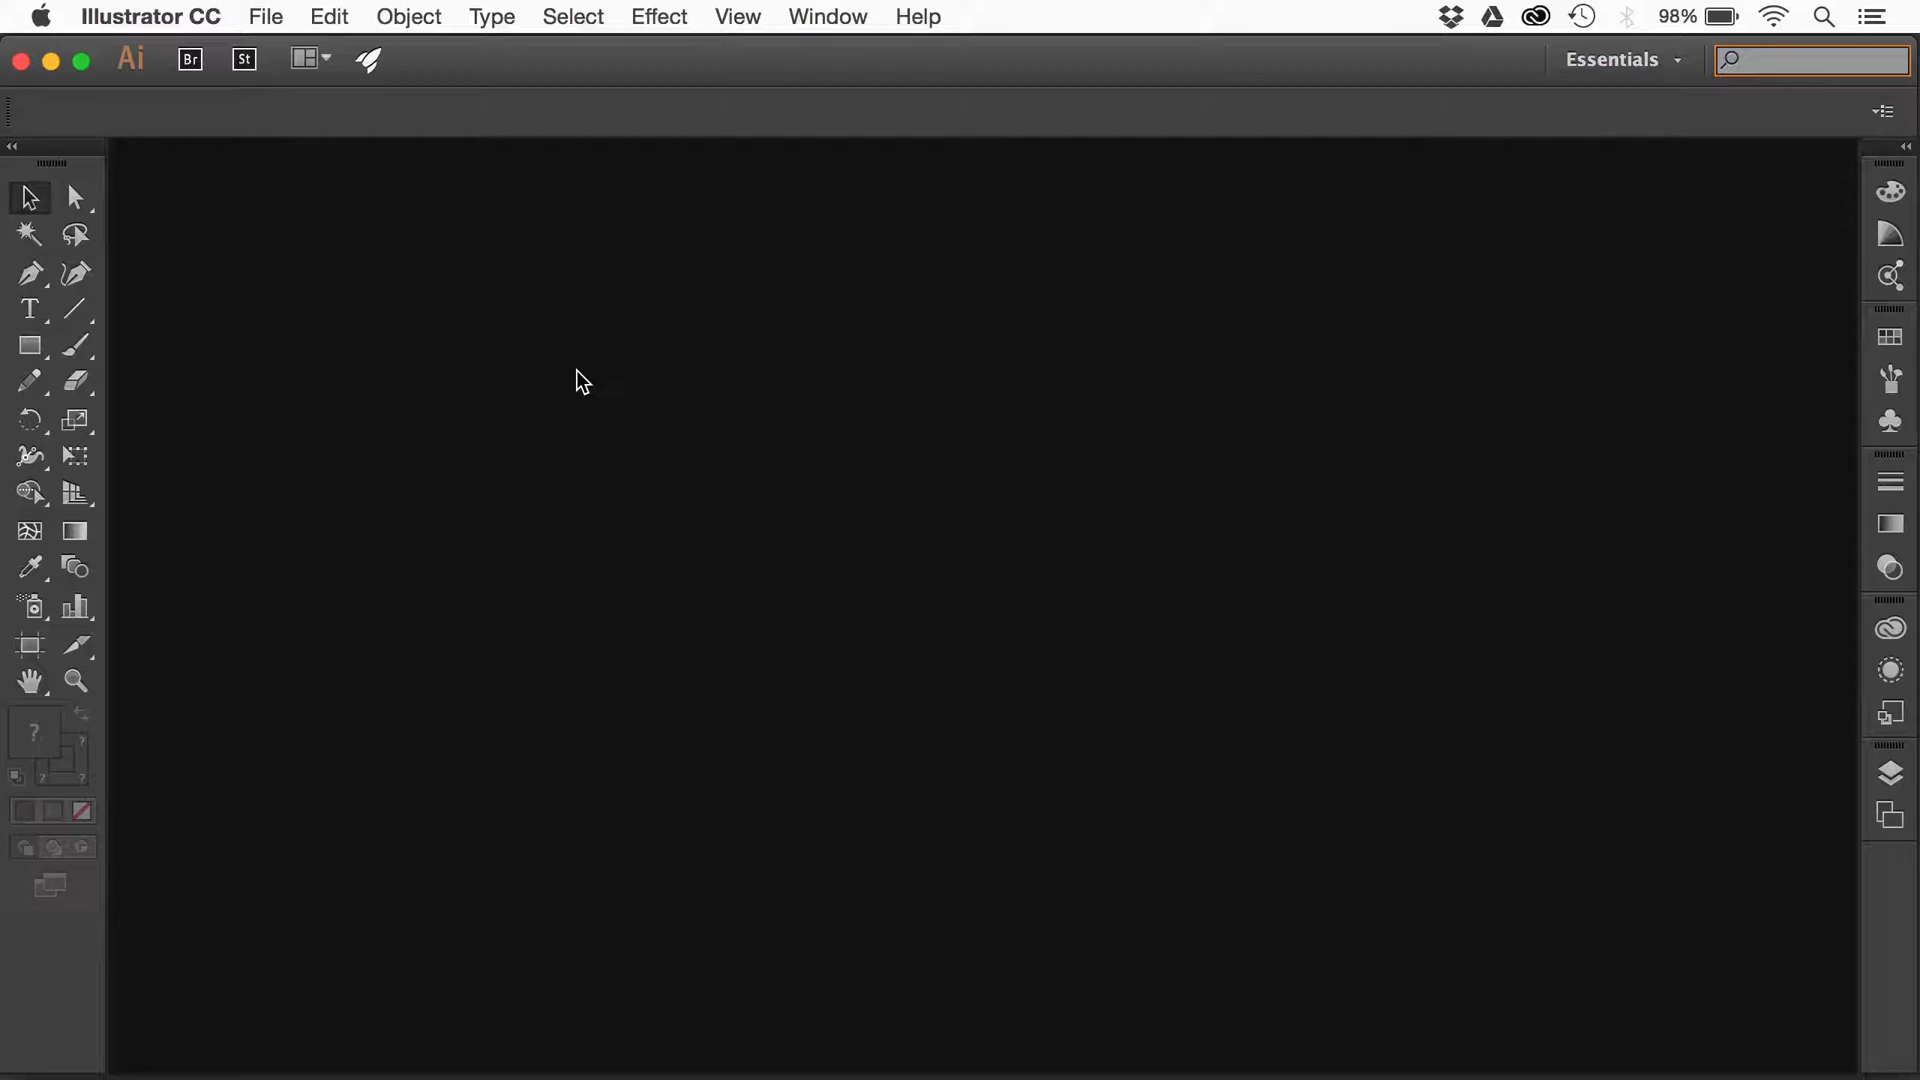 Illustrator CC File Edit Object Type Select Effect View Window Help 98%
Ai Br St Essentials
T
?
?
? ?